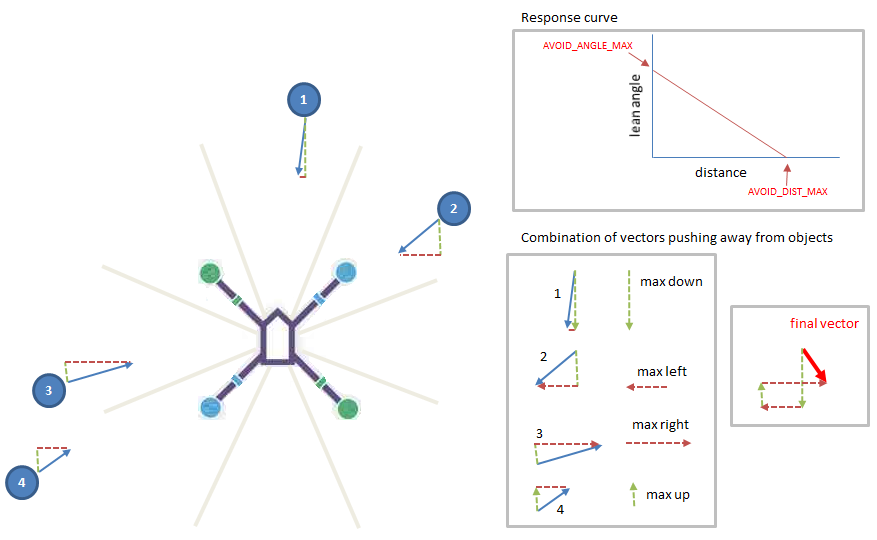 Response curve
AVOID_ANGLE_MAX
lean angle
distance
AVOID_DIST_MAX
1
2
3
4
Combination of vectors pushing away from objects
1
max down
2
max left
3
max right
4
max up
final vector